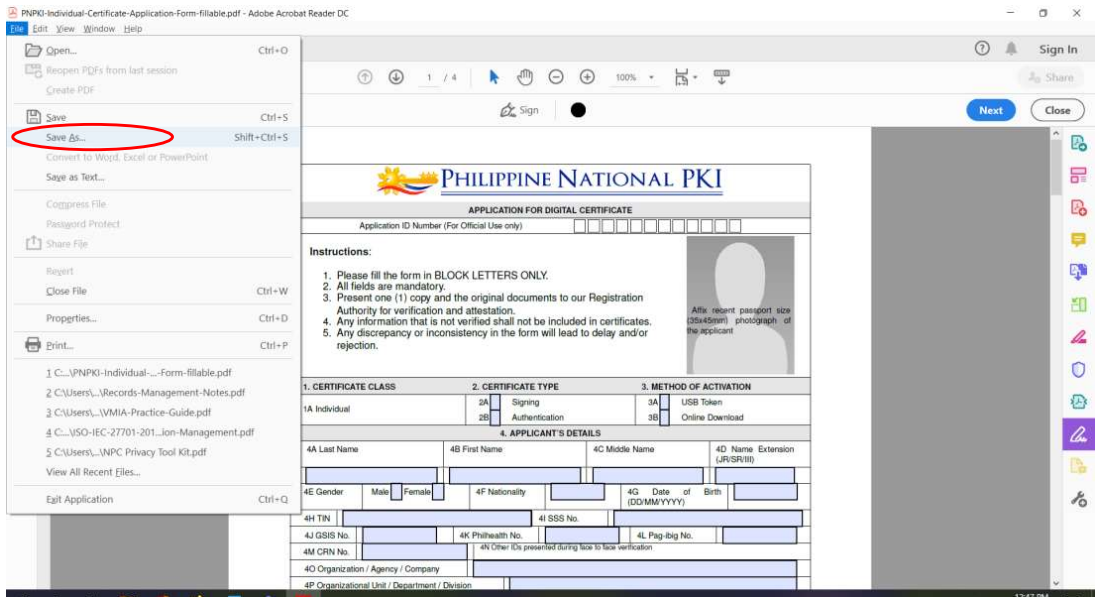 PNPKI-Individual-Certificate-Application-Form-fillable.pdf - Adobe Acrobat Reader DC
File Edit View Window Help
Open... Ctrl+O
Reopen PDFs from last session
Create PDF
Save Ctrl+S
Save As... Shift+Ctrl+S
Convert to Word, Excel or PowerPoint
Save as Text...
Compress File
Password Protect
Share File
Revert
Close File Ctrl+W
Properties... Ctrl+D
Print... Ctrl+P
1 C:...\PNPKI-Individual-...-Form-fillable.pdf
2 C:\Users\...\Records-Management-Notes.pdf
3 C:\Users\...\VMIA-Practice-Guide.pdf
4 C:...\ISO-IEC-27701-201...ion-Management.pdf
5 C:\Users\...\NPC Privacy Tool Kit.pdf
View All Recent Files...
Exit Application Ctrl+Q
Sign In
1 / 4 100%
Share
Sign
Next Close
PHILIPPINE NATIONAL PKI
APPLICATION FOR DIGITAL CERTIFICATE
Application ID Number (For Official Use only)
Instructions:
1. Please fill the form in BLOCK LETTERS ONLY.
2. All fields are mandatory.
3. Present one (1) copy and the original documents to our Registration
Authority for verification and attestation.
4. Any information that is not verified shall not be included in certificates.
5. Any discrepancy or inconsistency in the form will lead to delay and/or
rejection.
Affix recent passport size
(35x45mm) photograph of
the applicant
1. CERTIFICATE CLASS 2. CERTIFICATE TYPE 3. METHOD OF ACTIVATION
1A Individual
2A Signing 3A USB Token
2B Authentication 3B Online Download
4. APPLICANT'S DETAILS
4A Last Name 4B First Name 4C Middle Name 4D Name Extension
(JR/SR/III)
4E Gender Male Female 4F Nationality 4G Date of Birth
(DD/MM/YYYY)
4H TIN 4I SSS No.
4J GSIS No. 4K Philhealth No. 4L Pag-ibig No.
4M CRN No. 4N Other IDs presented during face to face verification
4O Organization / Agency / Company
4P Organizational Unit / Department / Division
12:47 PM